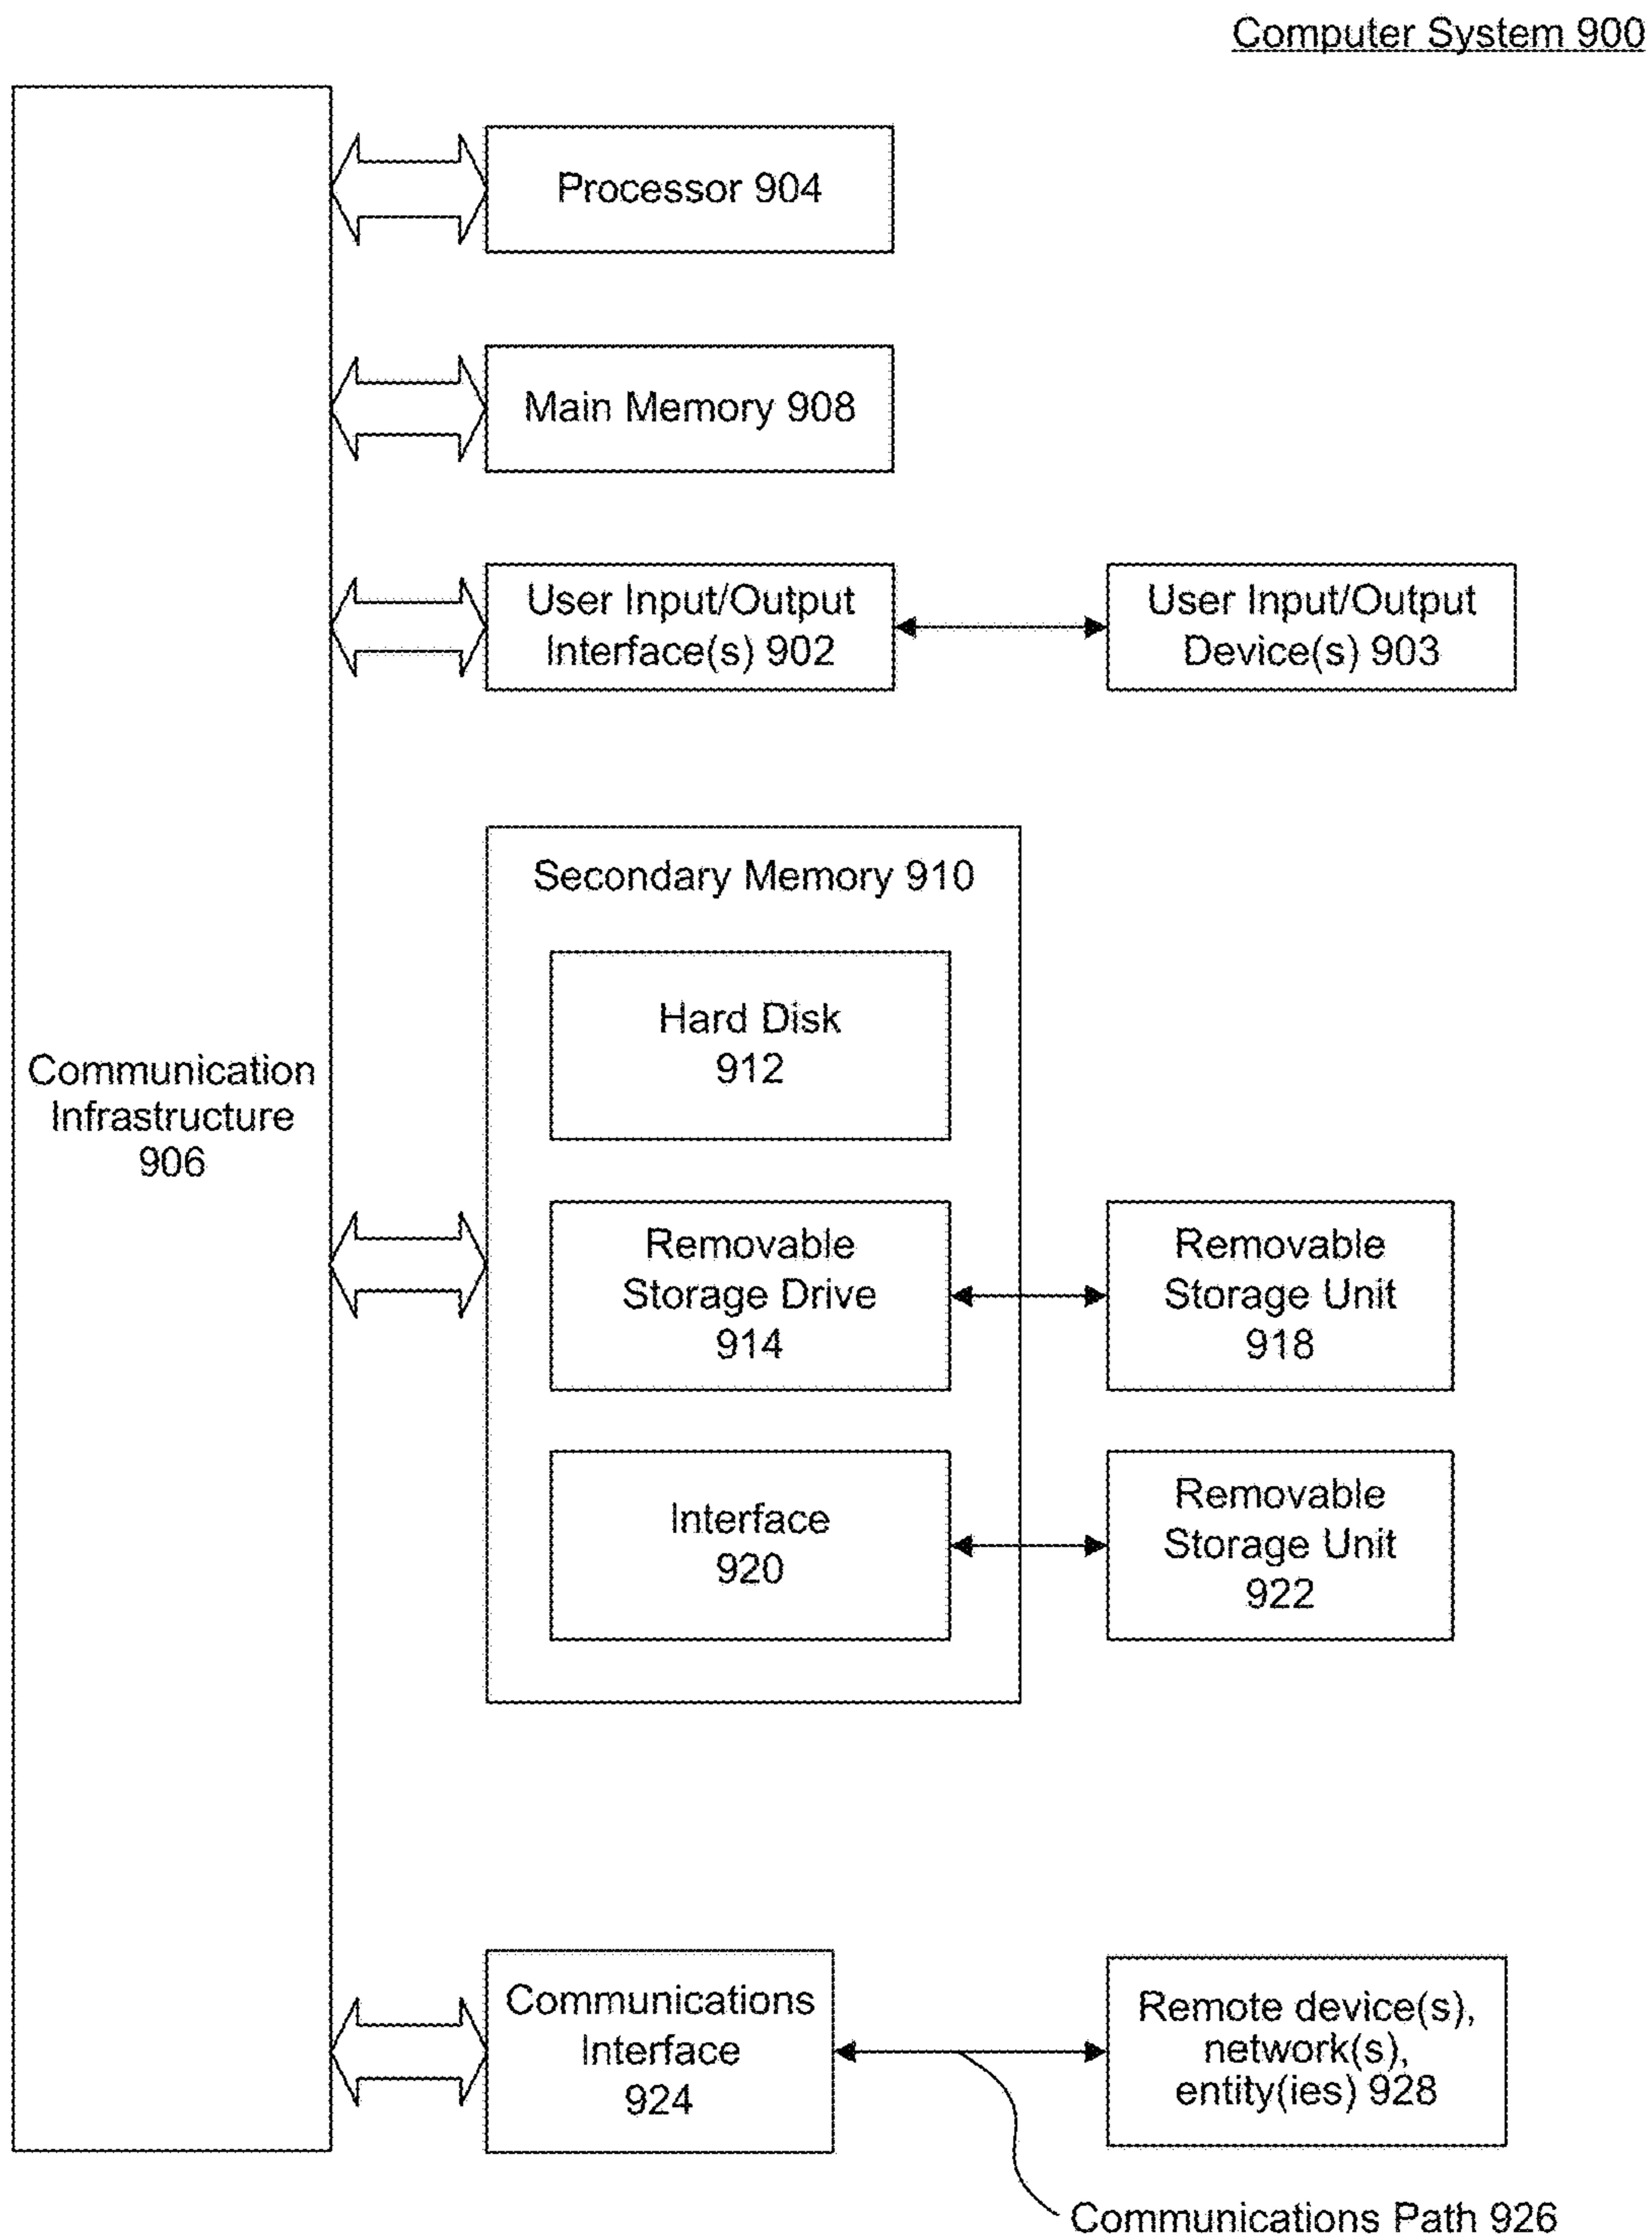 Computer System 900
Processor 904
Main Memory 908
User Input/Output
Interface(s) 902
User Input/Output
Device(s) 903
Communication
Infrastructure
906
Secondary Memory 910
Hard Disk
912
Removable
Storage Drive
914
Removable
Storage Unit
918
Interface
920
Removable
Storage Unit
922
Communications
Interface
924
Remote device(s),
network(s),
entity(ies) 928
Communications Path 926